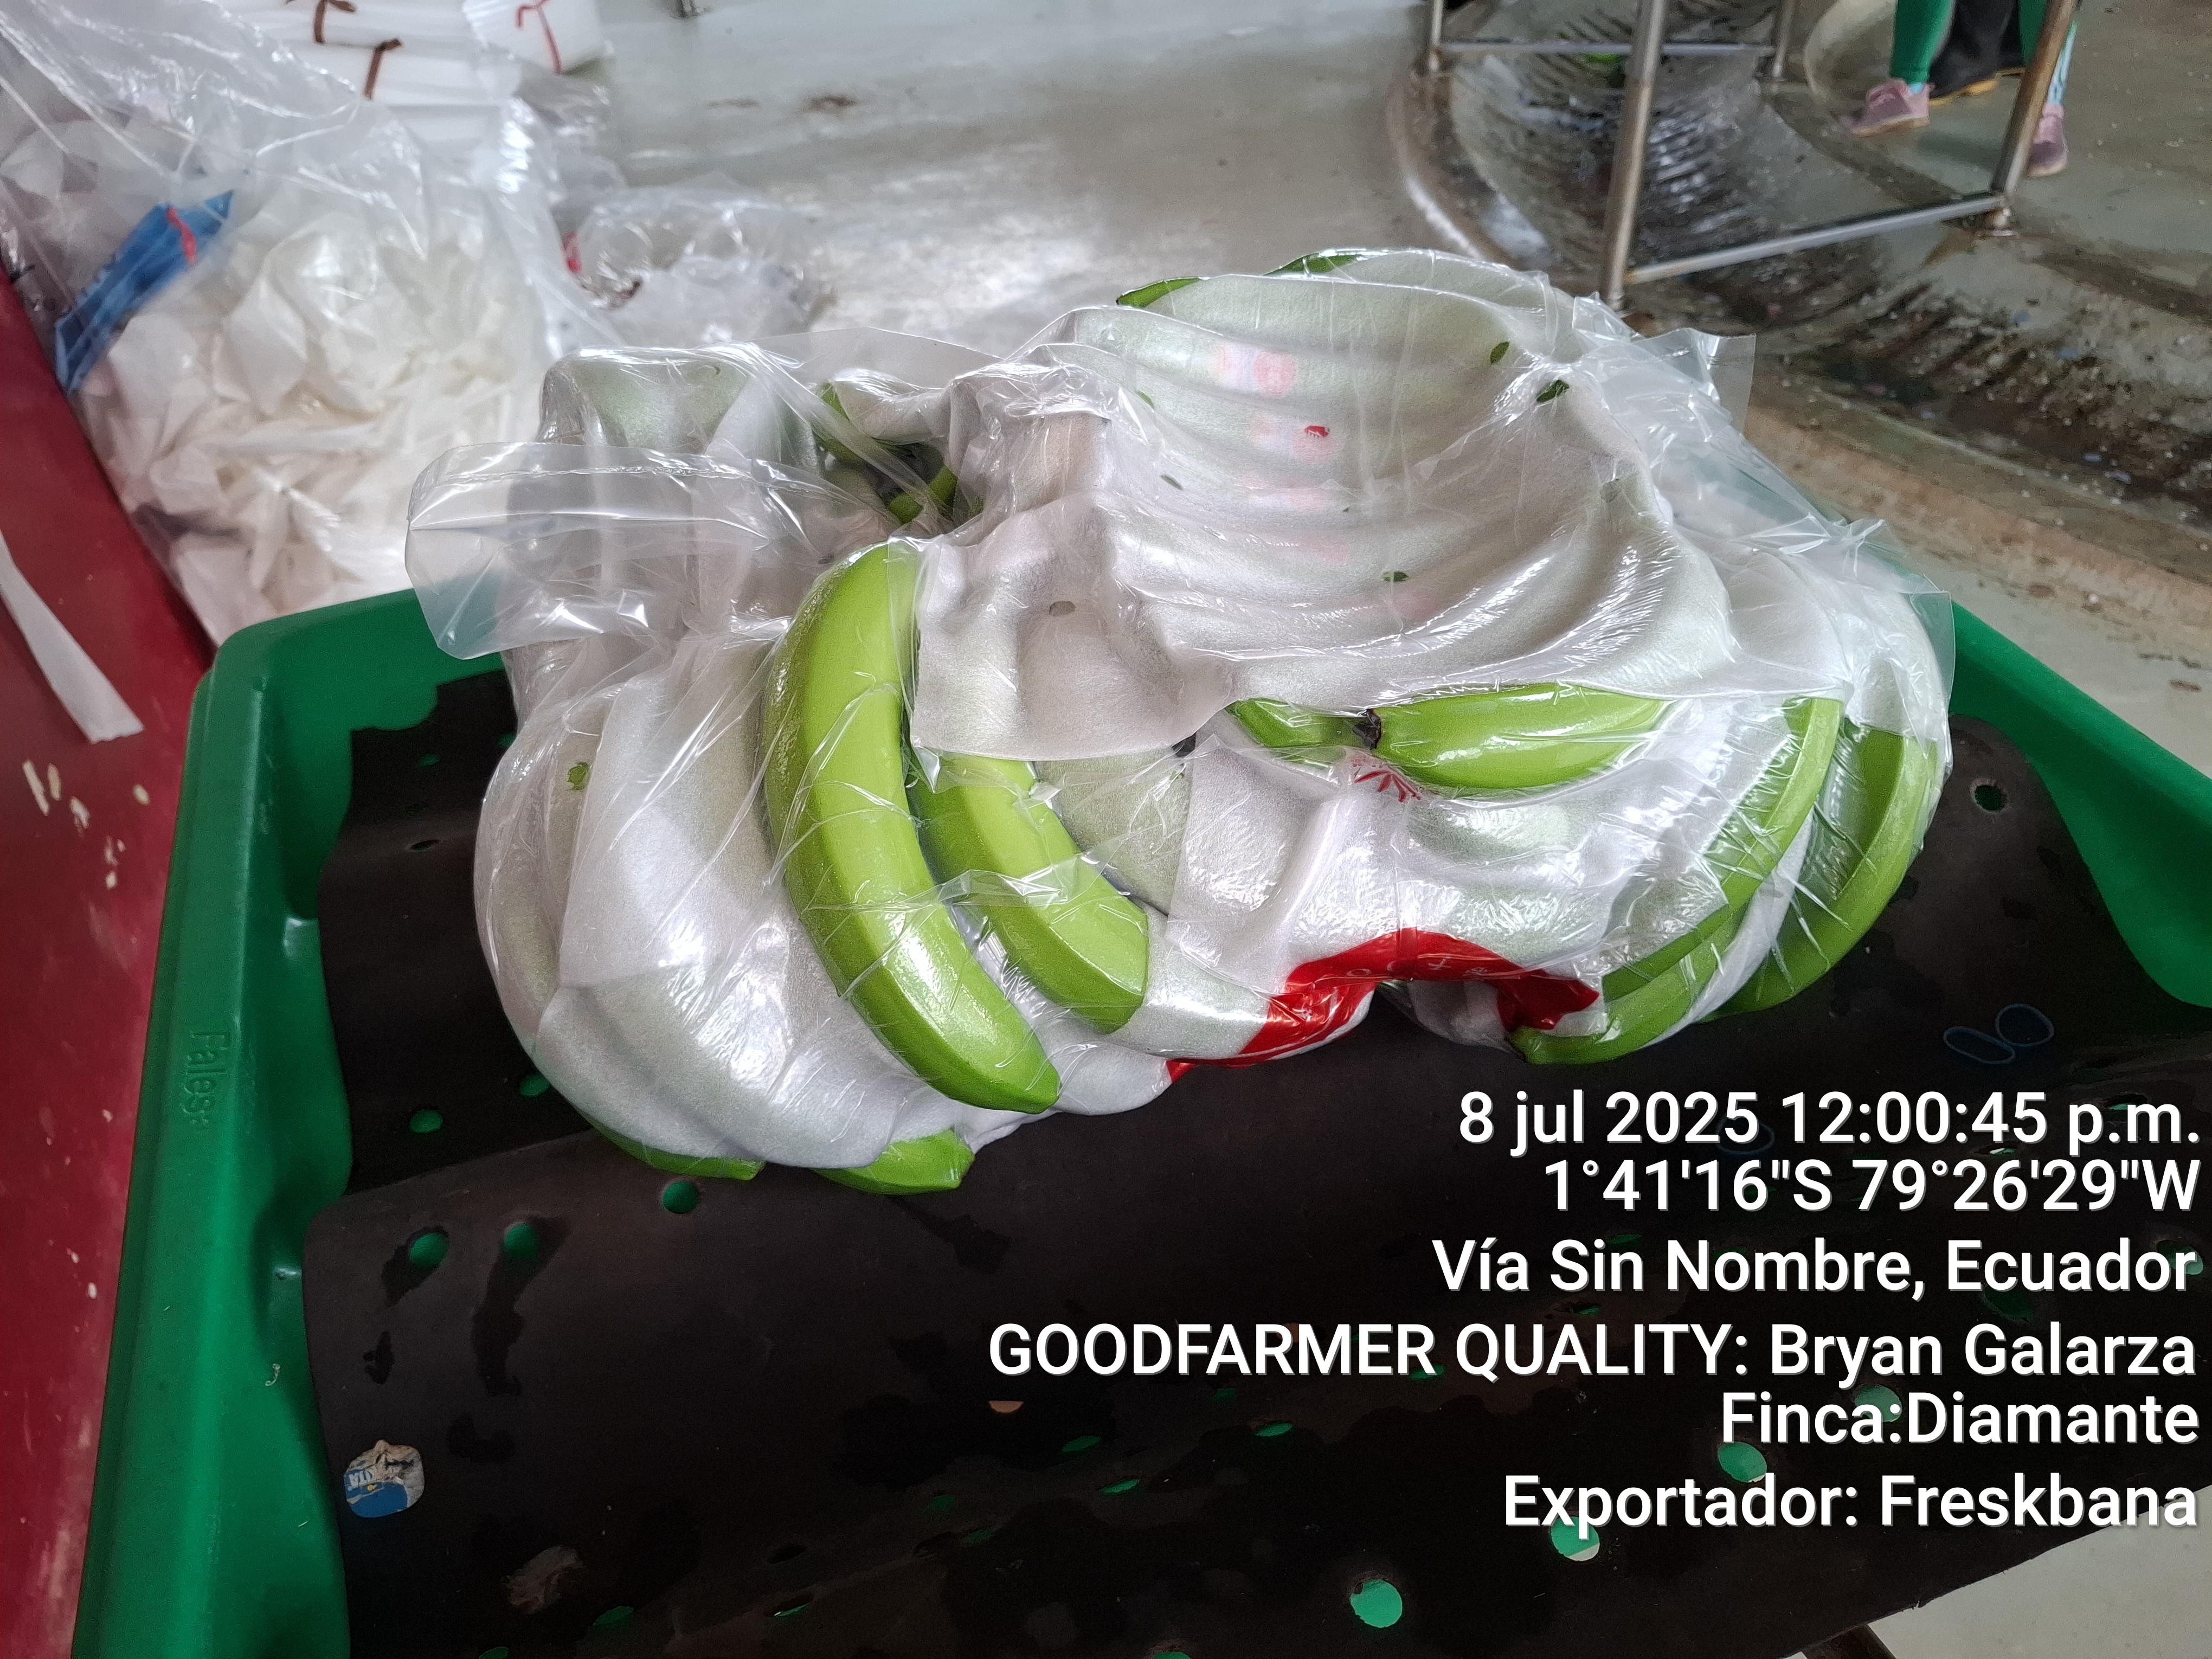 8 jul 2025 12:00:45 p.m.
1°41'16"S 79°26'29"W
Vía Sin Nombre, Ecuador
GOODFARMER QUALITY: Bryan Galarza
Finca:Diamante
Exportador: Freskbana